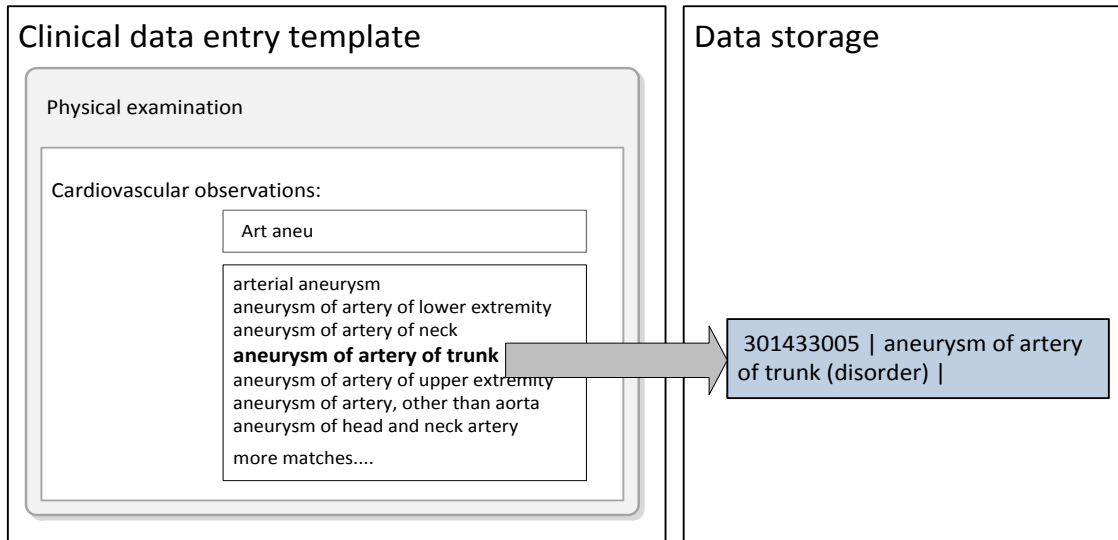 Clinical data entry template
Physical examination
Cardiovascular observations:
Art aneu
arterial aneurysm
aneurysm of artery of lower extremity
aneurysm of artery of neck
aneurysm of artery of trunk
aneurysm of artery of upper extremity
aneurysm of artery, other than aorta
aneurysm of head and neck artery
more matches....
Data storage
301433005 | aneurysm of artery
of trunk (disorder) |